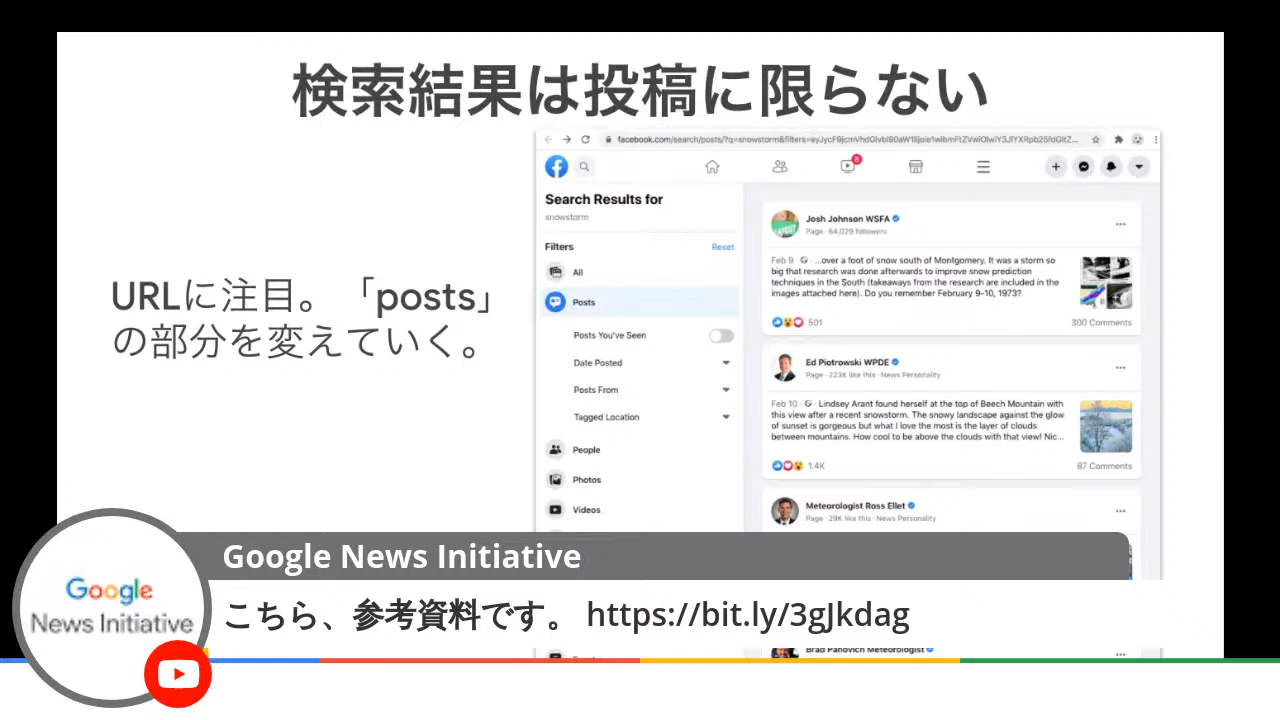 検索結果は投稿に限らない
URLに注目。「posts」
の部分を変えていく。
Search Results for
snowstorm
Filters
Reset
All
Posts
Posts You've Seen
Date Posted
Posts From
Tagged Location
People
Photos
Videos
8
Josh Johnson WSFA
Page · 64,029 followers
Feb 9 · ...over a foot of snow south of Montgomery. It was a storm so
big that research was done afterwards to improve snow prediction
techniques in the South (takeaways from the research are included in the
images attached here). Do you remember February 9-10, 1973?
501
300 Comments
Ed Piotrowski WPDE
Page · 223K like this · News Personality
Feb 10 · Lindsey Arant found herself at the top of Beech Mountain with
this view after a recent snowstorm. The snowy landscape against the glow
of sunset is gorgeous but what I love the most is the layer of clouds
between mountains. How cool to be above the clouds with that view! Nic...
1.4K
87 Comments
Meteorologist Ross Ellet
Page · 29K like this · News Personality
Brad Panovich Meteorologist
Google News Initiative
こちら、参考資料です。 https://bit.ly/3gJkdag
Google
News Initiative